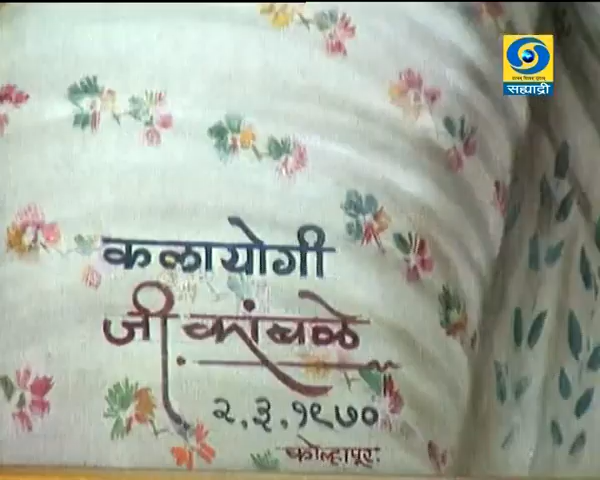 सह्याद्री
कलायोगी
जी. कांबळे
२.३.१९७०
कोल्हापूर: